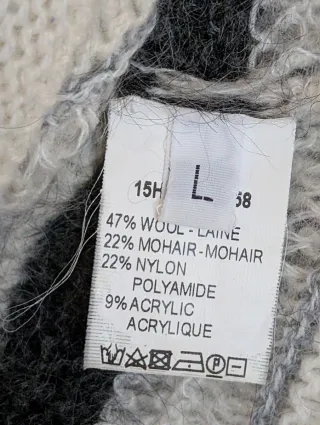 L
15H 58
47% WOOL-LAINE
22% MOHAIR-MOHAIR
22% NYLON
POLYAMIDE
9% ACRYLIC
ACRYLIQUE